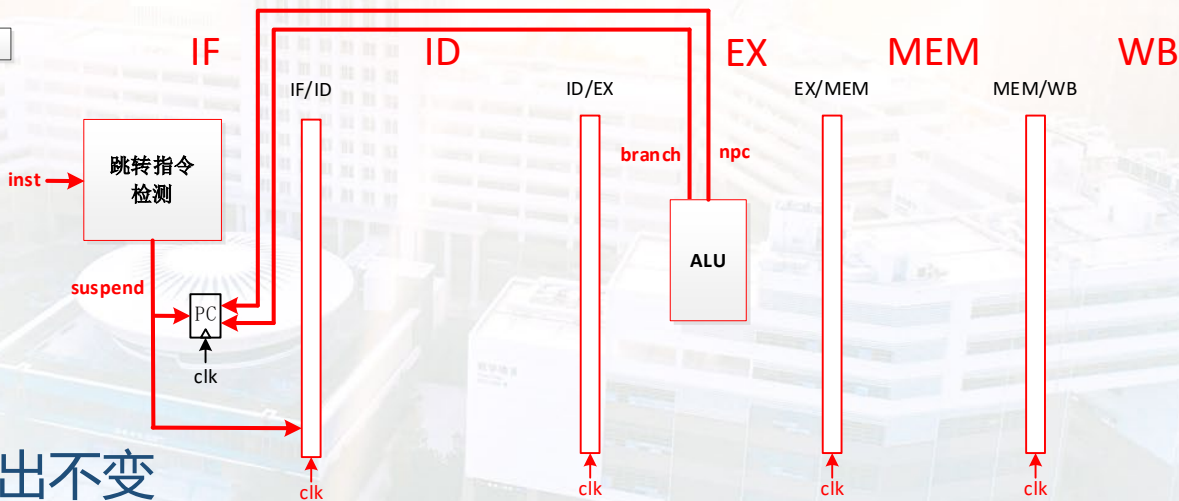 IF
ID
EX
MEM
WB
IF/ID
ID/EX
EX/MEM
MEM/WB
branch
npc
跳转指令
检测
inst
ALU
suspend
PC
clk
出不变
clk
clk
clk
clk